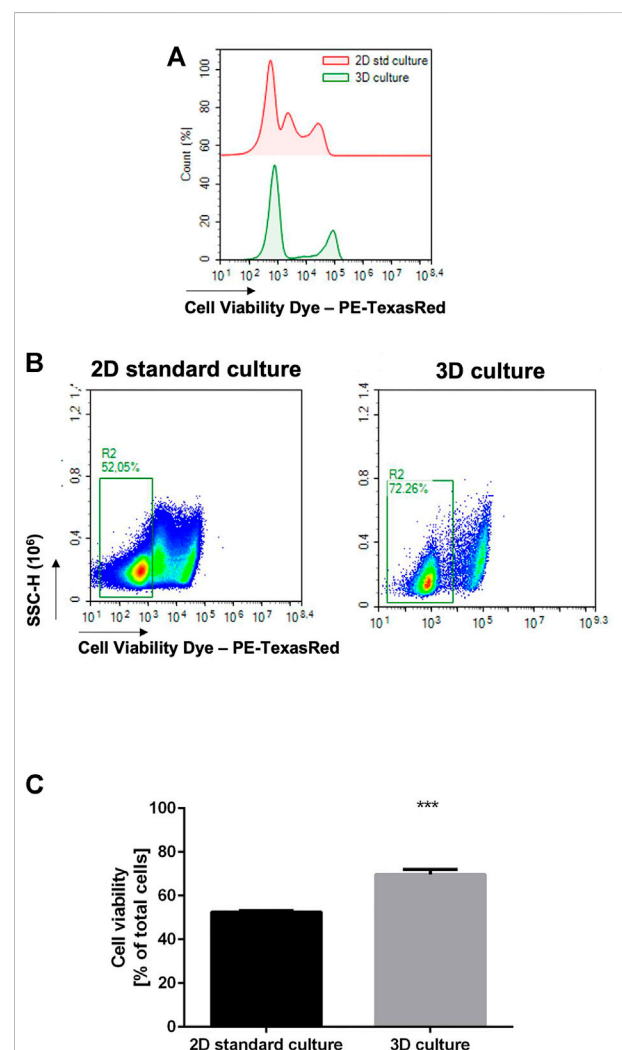 A
2D std culture
3D culture
100
80
60
40
20
0
Count [%]
10¹ 10² 10³ 10⁴ 10⁵ 10⁶ 10⁷ 10⁸·⁴
Cell Viability Dye – PE-TexasRed
B
2D standard culture
3D culture
1,2 1,4
0,8
0,4
0
R2
52,05%
SSC-H (10⁶)
10¹ 10² 10³ 10⁴ 10⁵ 10⁶ 10⁷ 10⁸·⁴
Cell Viability Dye – PE-TexasRed
1.2 1.4
0.8
0.4
0
R2
72.26%
10¹ 10³ 10⁵ 10⁷ 10⁹·³
C
***
100
80
60
40
20
0
Cell viability
[% of total cells]
2D standard culture 3D culture